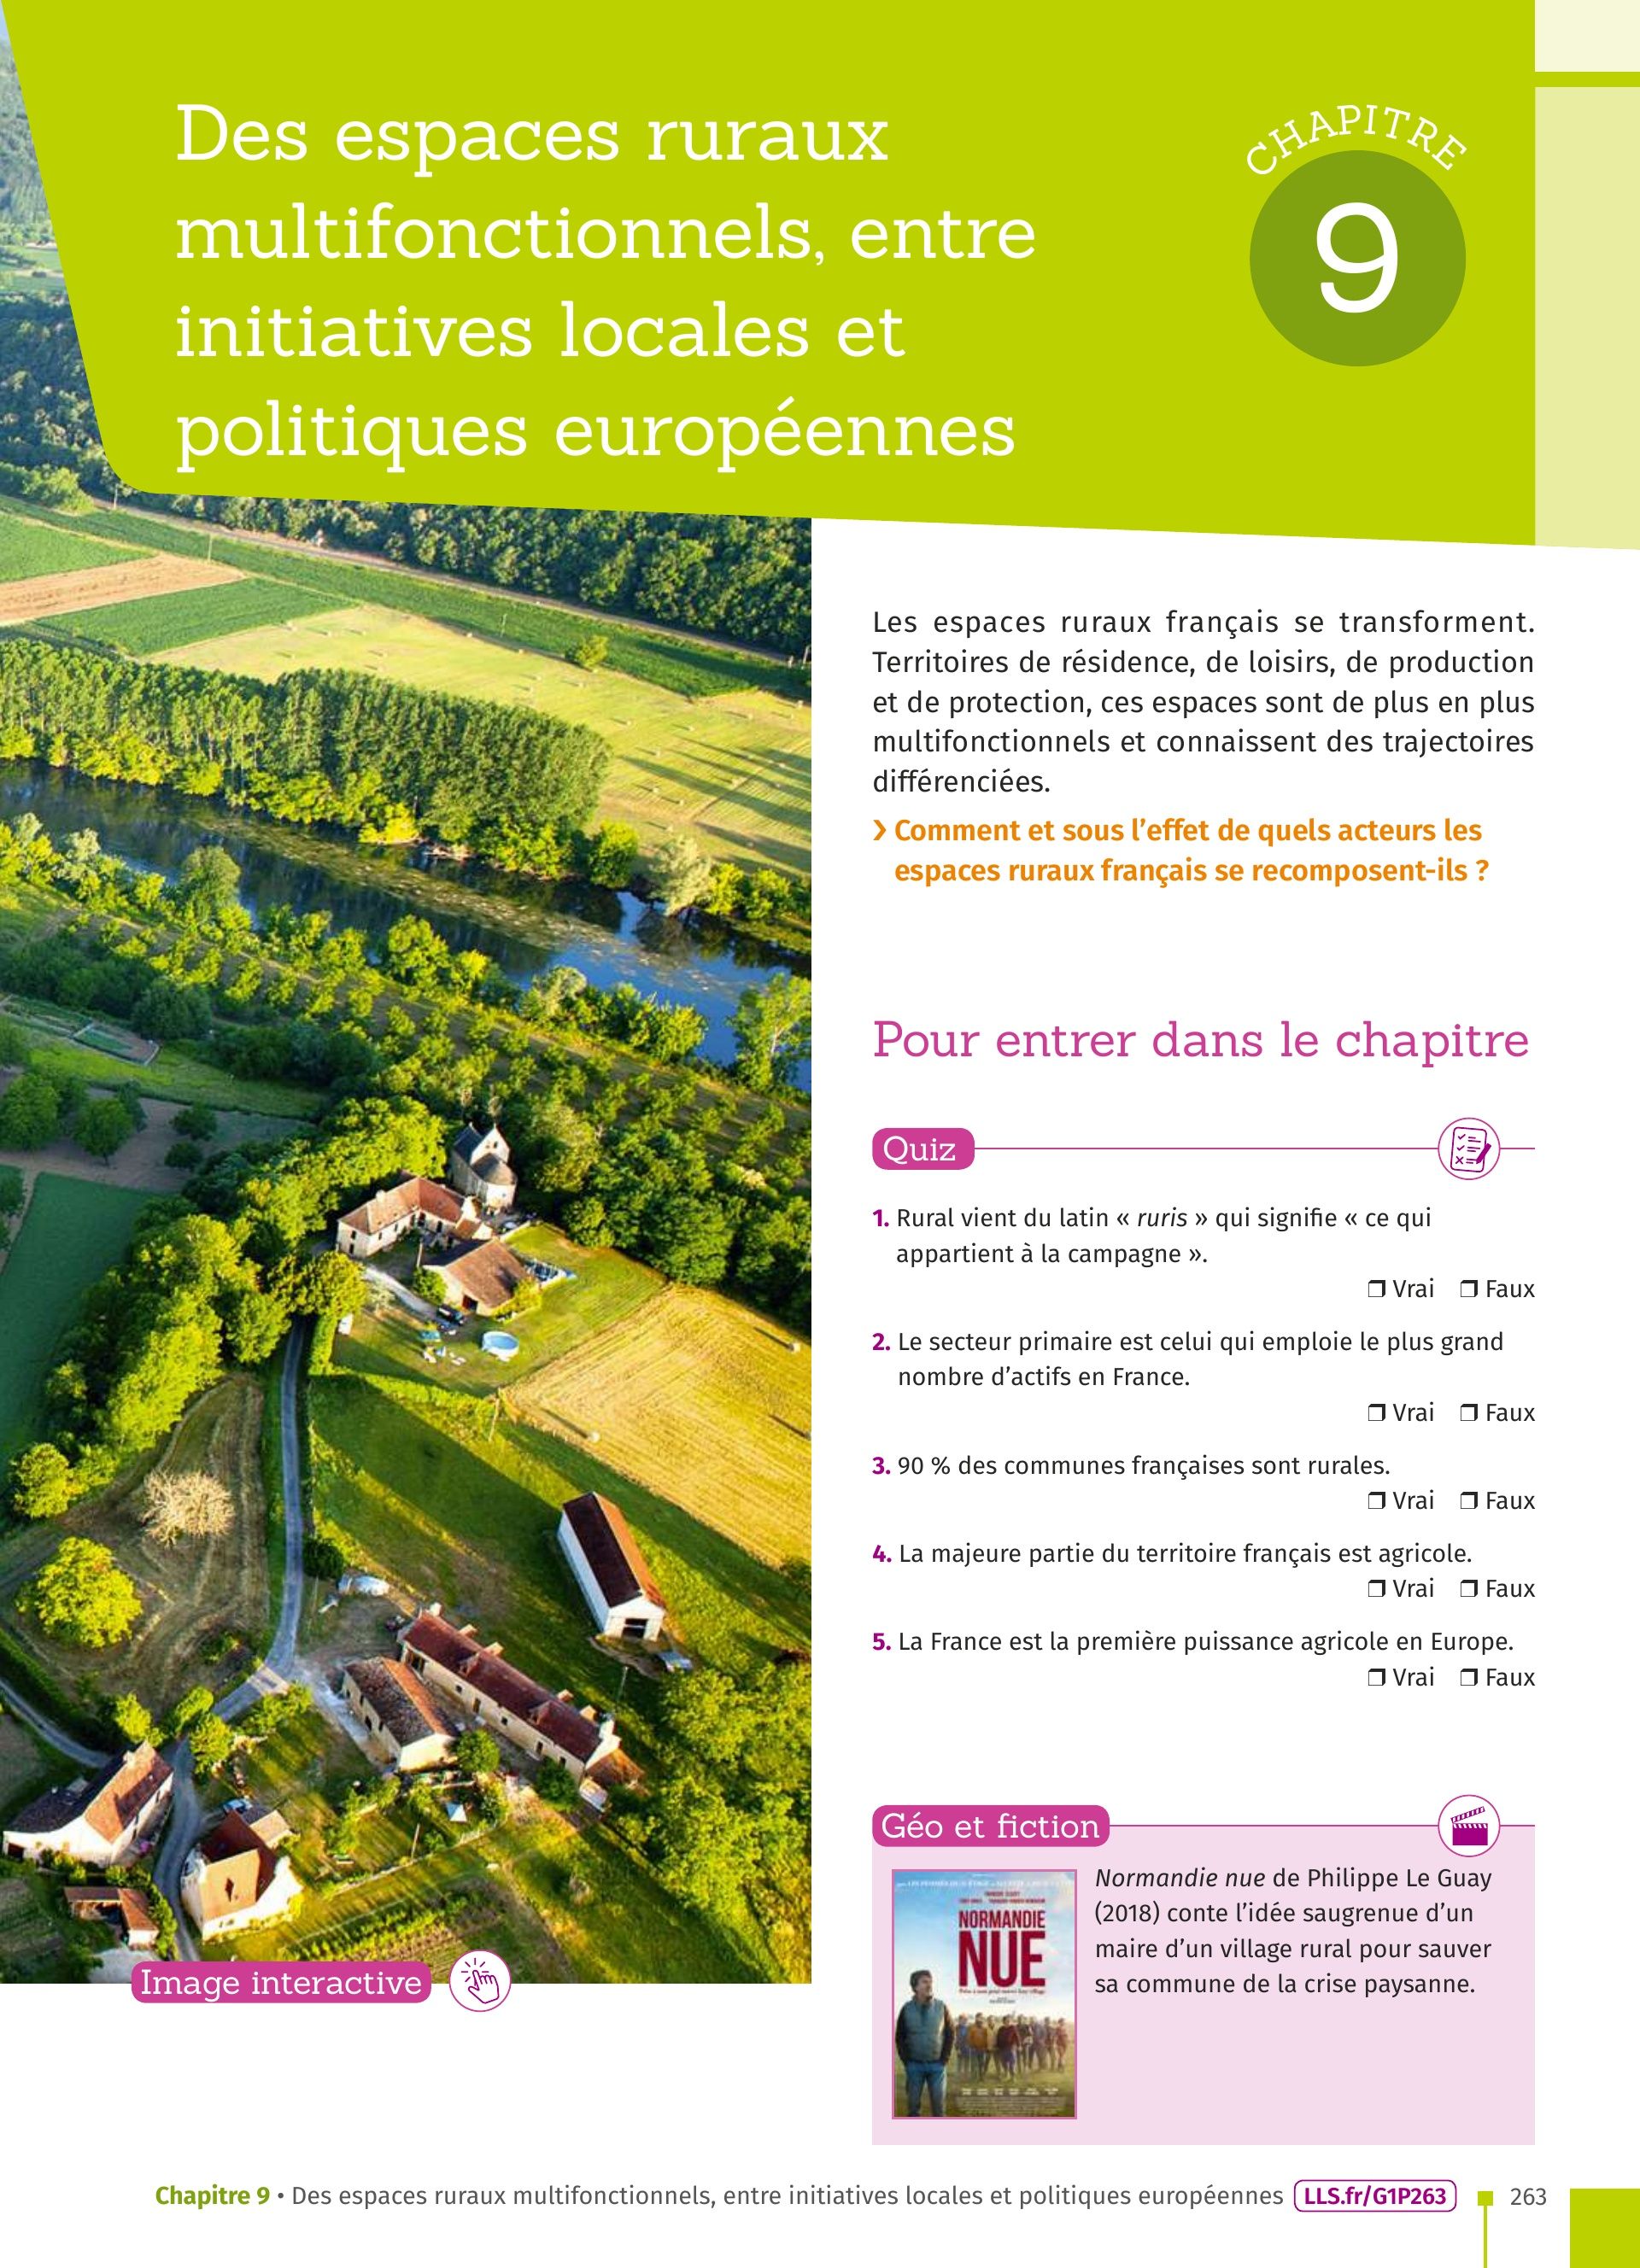 Des espaces ruraux
multifonctionnels, entre
initiatives locales et
politiques européennes
CHAPITRE
9
Les espaces ruraux français se transforment.
Territoires de résidence, de loisirs, de production
et de protection, ces espaces sont de plus en plus
multifonctionnels et connaissent des trajectoires
différenciées.
› Comment et sous l’effet de quels acteurs les
espaces ruraux français se recomposent-ils ?
Pour entrer dans le chapitre
Quiz
1. Rural vient du latin « ruris » qui signifie « ce qui
appartient à la campagne ».
❒ Vrai ❒ Faux
2. Le secteur primaire est celui qui emploie le plus grand
nombre d’actifs en France.
❒ Vrai ❒ Faux
3. 90 % des communes françaises sont rurales.
❒ Vrai ❒ Faux
4. La majeure partie du territoire français est agricole.
❒ Vrai ❒ Faux
5. La France est la première puissance agricole en Europe.
❒ Vrai ❒ Faux
Géo et fiction
NORMANDIE
NUE
Normandie nue de Philippe Le Guay
(2018) conte l’idée saugrenue d’un
maire d’un village rural pour sauver
sa commune de la crise paysanne.
Image interactive
Chapitre 9 • Des espaces ruraux multifonctionnels, entre initiatives locales et politiques européennes LLS.fr/G1P263 263